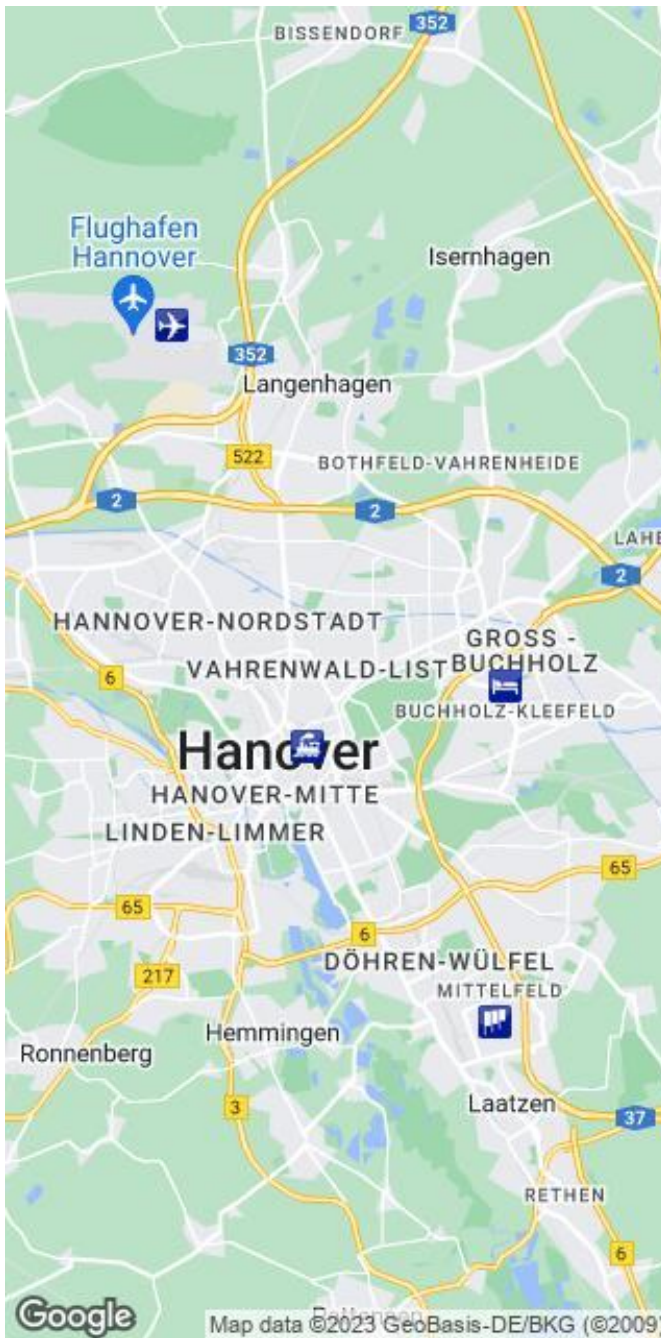 352
BISSENDORF
Flughafen
Hannover
Isernhagen
352
Langenhagen
522
BOTHFELD-VAHRENHEIDE
2
2
LAHE
2
HANNOVER-NORDSTADT
GROSS -
BUCHHOLZ
VAHRENWALD-LIST
6
BUCHHOLZ-KLEEFELD
Hanover
HANOVER-MITTE
LINDEN-LIMMER
65
65
6
DÖHREN-WÜLFEL
217
MITTELFELD
Hemmingen
Ronnenberg
Laatzen
3
37
RETHEN
6
Google
Map data ©2023 GeoBasis-DE/BKG (©2009